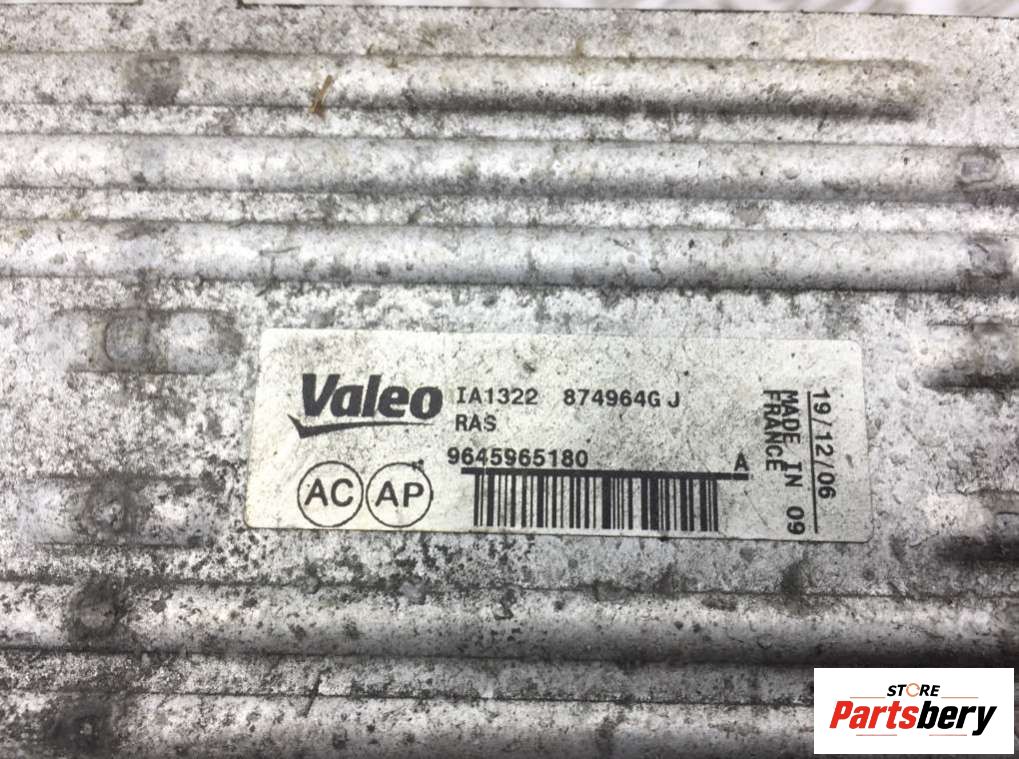 Valeo IA1322 874964G J
RAS
9645965180 A
AC AP
19/12/06
MADE IN 09
FRANCE
STORE
Partsbery